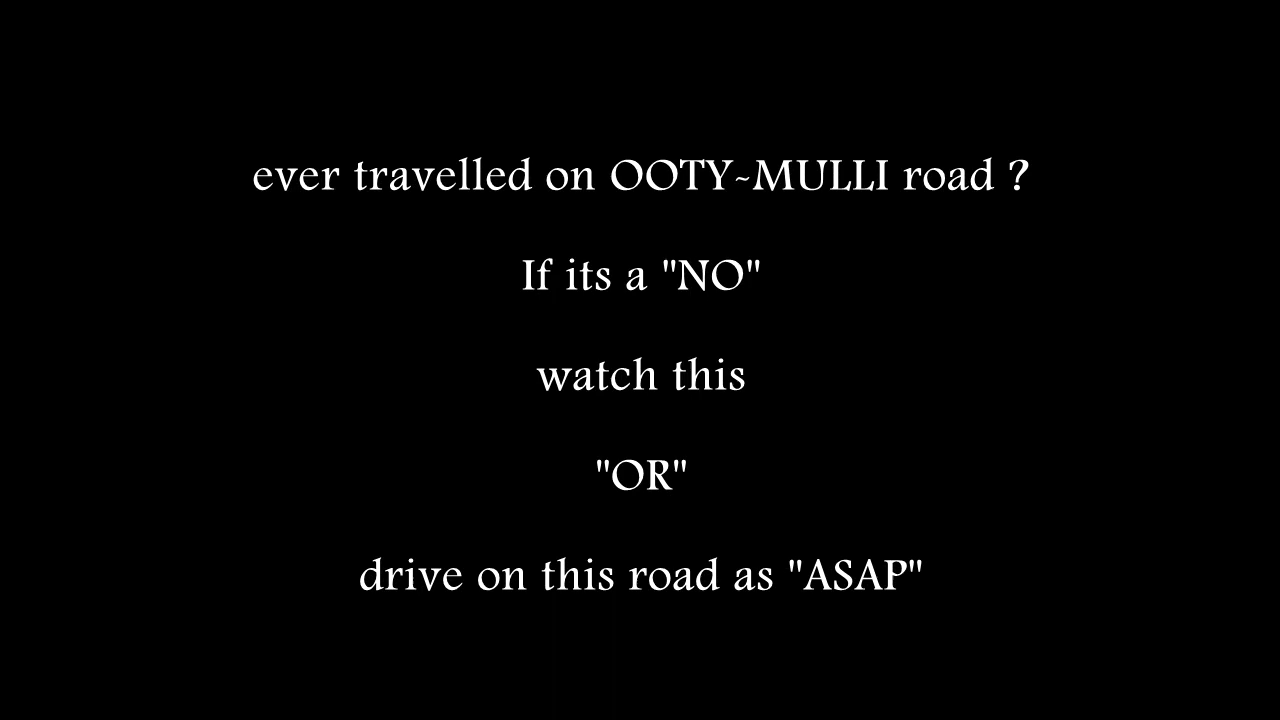 ever travelled on OOTY-MULLI road ?
If its a "NO"
watch this
"OR"
drive on this road as "ASAP"